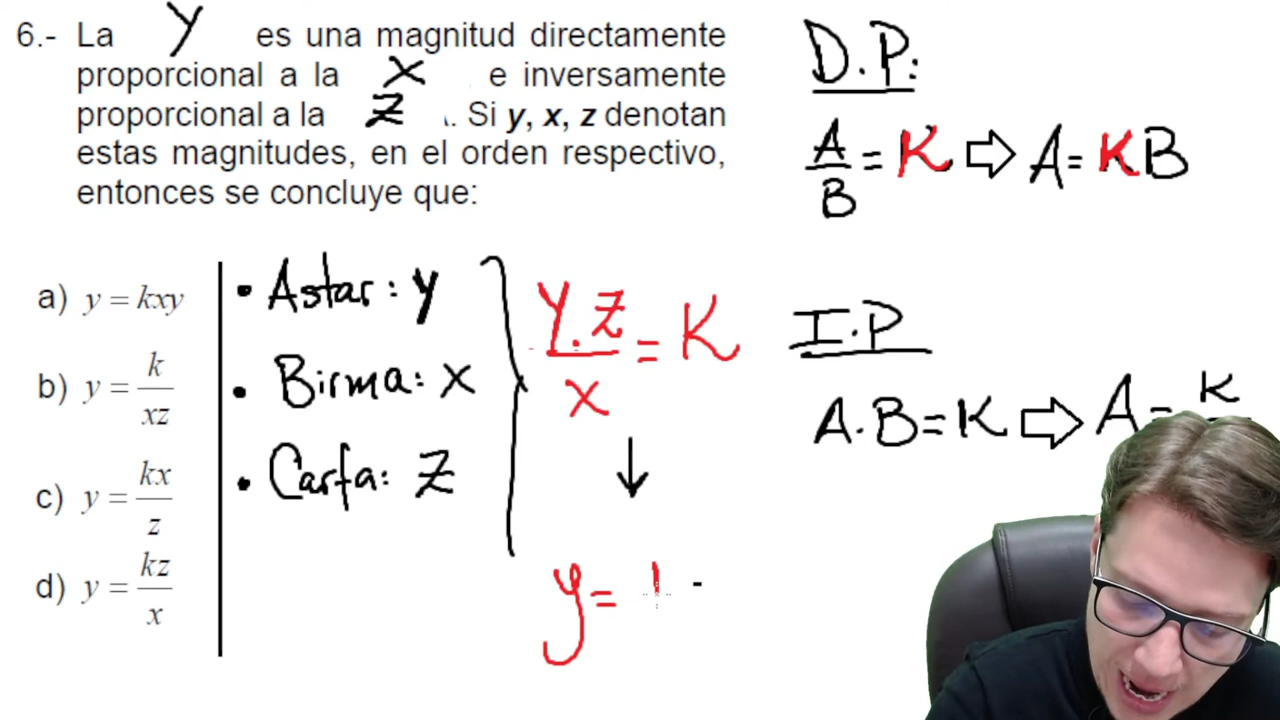 6.- La Y es una magnitud directamente
proporcional a la X e inversamente
proporcional a la Z . Si y, x, z denotan
estas magnitudes, en el orden respectivo,
entonces se concluye que:
a) y = kxy
b) y = k/xz
c) y = kx/z
d) y = kz/x
• Astar: y
• Birma: x
• Carfa: z
Y.Z/x = K
y =
D.P:
A/B = K ⇨ A = KB
I.P
A.B = K ⇨ A = K